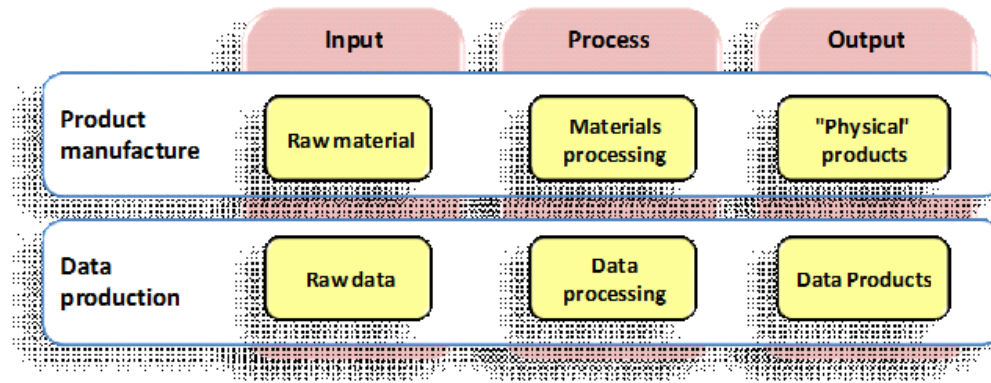 Input
Process
Output
Product
manufacture
Raw material
Materials
processing
"Physical"
products
Data
production
Raw data
Data
processing
Data Products